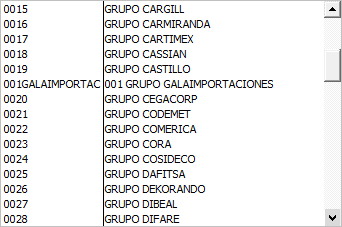 0015 GRUPO CARGILL
0016 GRUPO CARMIRANDA
0017 GRUPO CARTIMEX
0018 GRUPO CASSIAN
0019 GRUPO CASTILLO
001GALAIMPORTAC 001 GRUPO GALAIMPORTACIONES
0020 GRUPO CEGACORP
0021 GRUPO CODEMET
0022 GRUPO COMERICA
0023 GRUPO CORA
0024 GRUPO COSIDECO
0025 GRUPO DAFITSA
0026 GRUPO DEKORANDO
0027 GRUPO DIBEAL
0028 GRUPO DIFARE